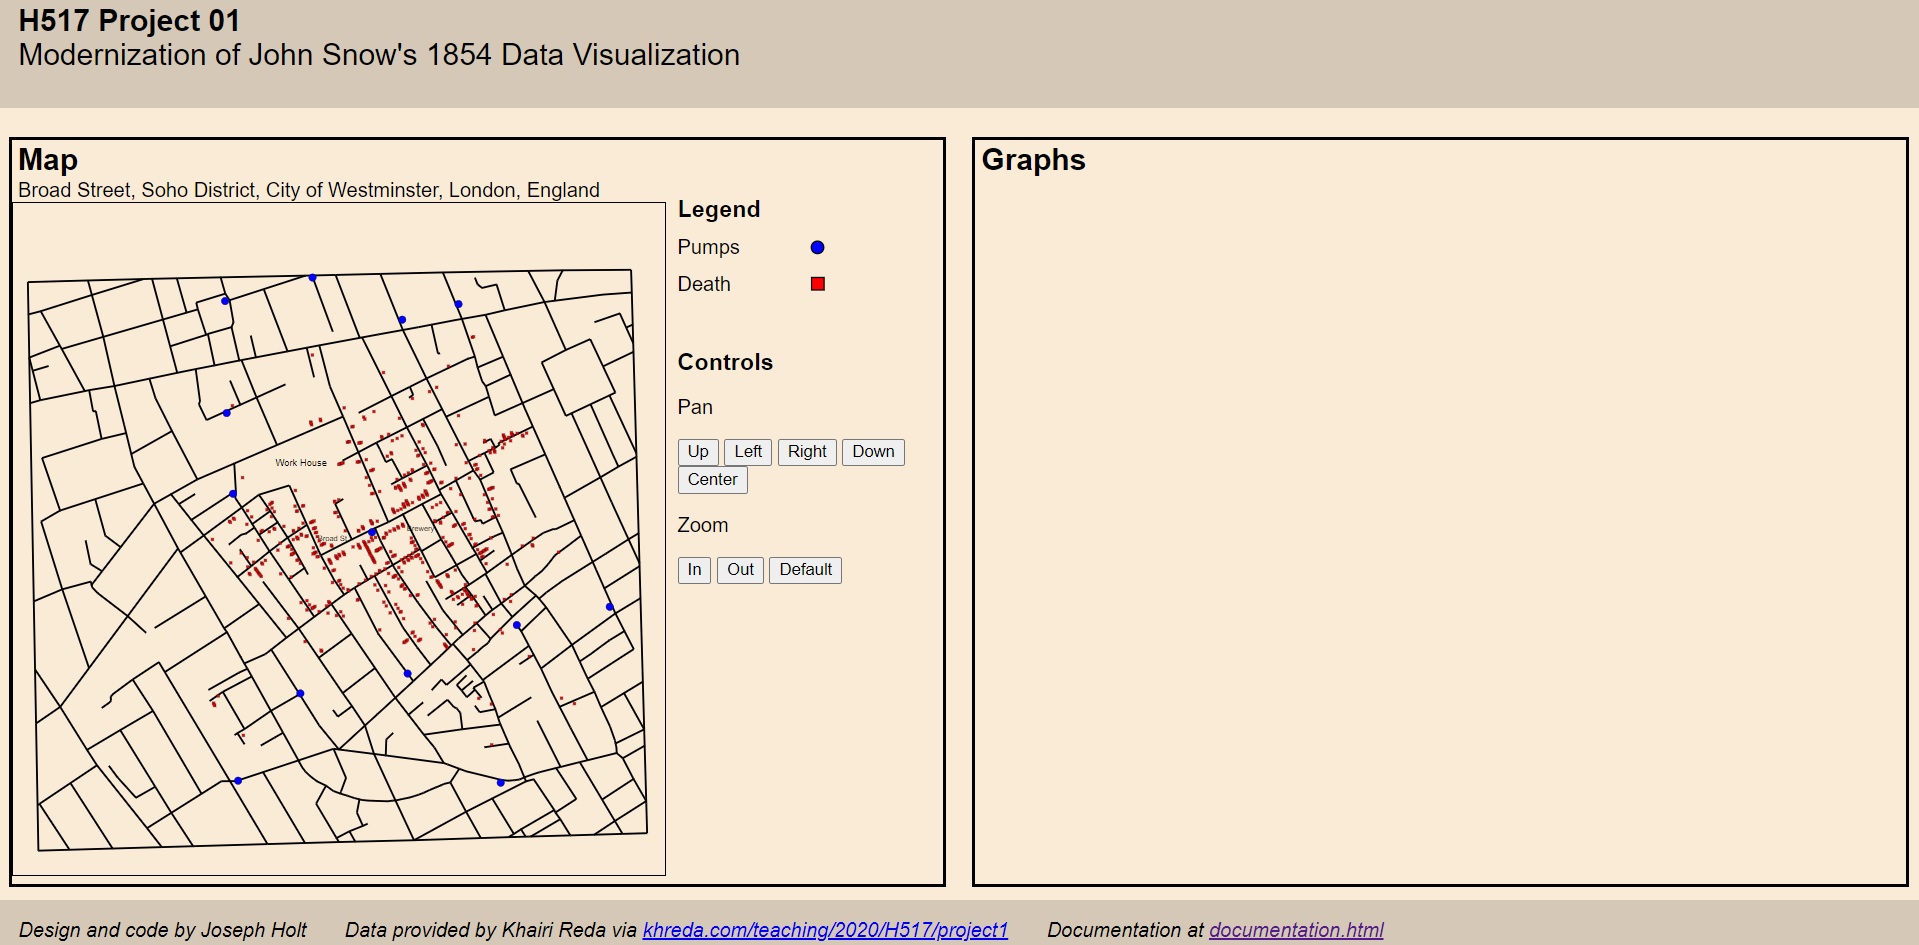 H517 Project 01
Modernization of John Snow's 1854 Data Visualization
Map
Broad Street, Soho District, City of Westminster, London, England
Work House
Broad St.
Brewery
Legend
Pumps
Death
Controls
Pan
Up Left Right Down
Center
Zoom
In Out Default
Graphs
Design and code by Joseph Holt Data provided by Khairi Reda via khreda.com/teaching/2020/H517/project1 Documentation at documentation.html